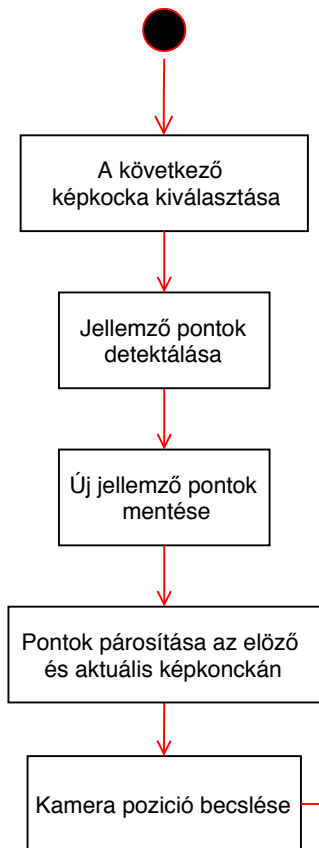 A következő
képkocka kiválasztása
Jellemző pontok
detektálása
Új jellemző pontok
mentése
Pontok párosítása az elöző
és aktuális képkonckán
Kamera pozició becslése